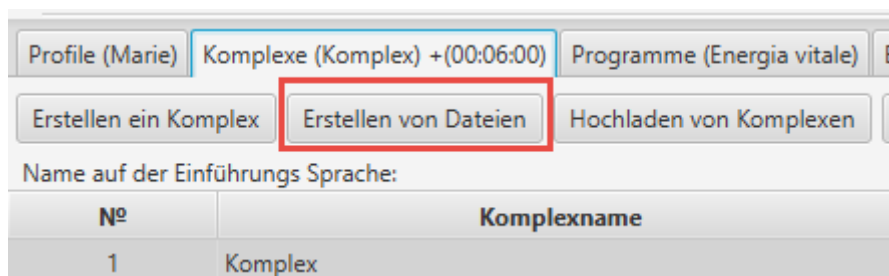 Profile (Marie) Komplexe (Komplex) +(00:06:00) Programme (Energia vitale)
Erstellen ein Komplex Erstellen von Dateien Hochladen von Komplexen
Name auf der Einführungs Sprache:
Nº Komplexname
1 Komplex